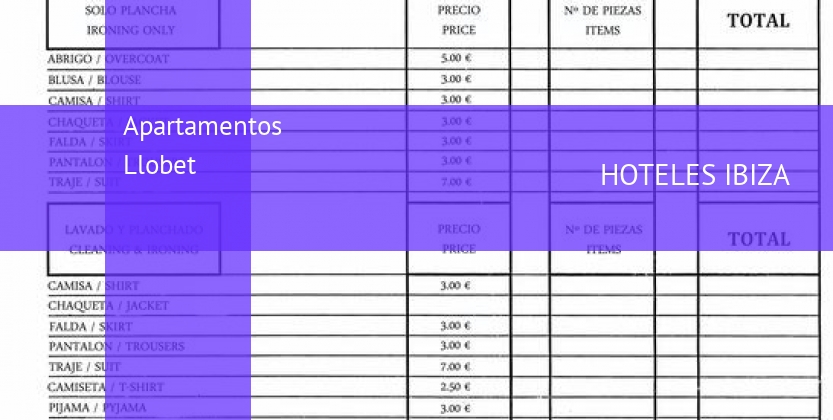 SOLO PLANCHA PRECIO Nº DE PIEZAS TOTAL
IRONING ONLY PRICE ITEMS
ABRIGO / OVERCOAT 5.00 €
BLUSA / BLOUSE 3.00 €
CAMISA / SHIRT 3.00 €
CHAQUETA 3.00 €
FALDA / SKIRT 3.00 €
PANTALON 3.00 €
TRAJE / SUIT 7.00 €
Apartamentos
Llobet
HOTELES IBIZA
LAVADO Y PLANCHADO PRECIO Nº DE PIEZAS TOTAL
CLEANING & IRONING PRICE ITEMS
CAMISA / SHIRT 3.00 €
CHAQUETA / JACKET
FALDA / SKIRT 3.00 €
PANTALON / TROUSERS 3.00 €
TRAJE / SUIT 7.00 €
CAMISETA / T-SHIRT 2.50 €
PIJAMA / PYJAMA 3.00 €